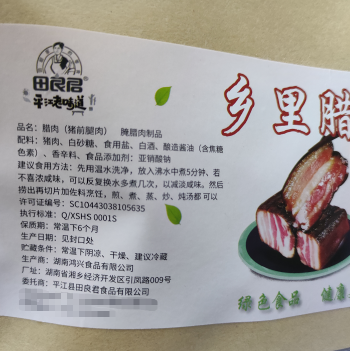 田良君®
平江老味道
乡里腊
品名：腊肉（猪前腿肉） 腌腊肉制品
配料：猪肉、白砂糖、食用盐、白酒、酿造酱油（含焦糖
色素）、香辛料、食品添加剂：亚硝酸钠
建议食用方法：先用温水洗净，放入沸水中煮5分钟，若
不喜浓咸味，可以反复换水多煮几次，以减淡咸味。然后
捞出再切片加佐料烹饪，煎、煮、蒸、炒、炖汤都可以
许可证编号：SC10443038105635
执行标准：Q/XSHS 0001S
保质期：常温下6个月
生产日期：见封口处
贮藏条件：常温下阴凉、干燥、建议冷藏
生产商：湖南鸿兴食品有限公司
厂址：湖南省湘乡经济开发区引凤路009号
委托商：平江县田良君食品有限公司
绿色食品 健康